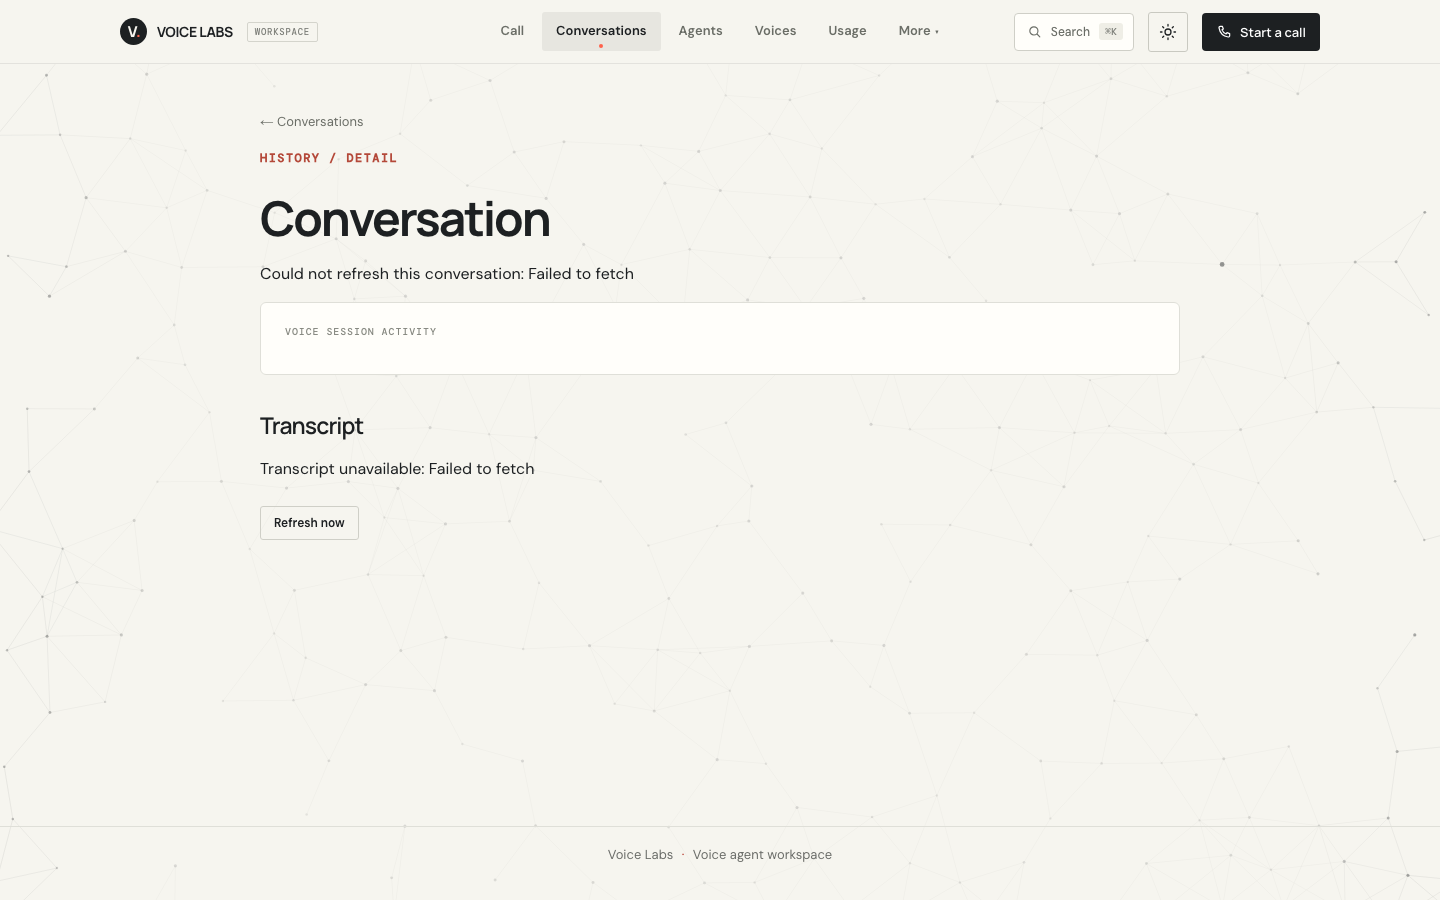 V. VOICE LABS WORKSPACE Call Conversations Agents Voices Usage More Search ⌘K Start a call
← Conversations
HISTORY / DETAIL
Conversation
Could not refresh this conversation: Failed to fetch
VOICE SESSION ACTIVITY
Transcript
Transcript unavailable: Failed to fetch
Refresh now
Voice Labs · Voice agent workspace